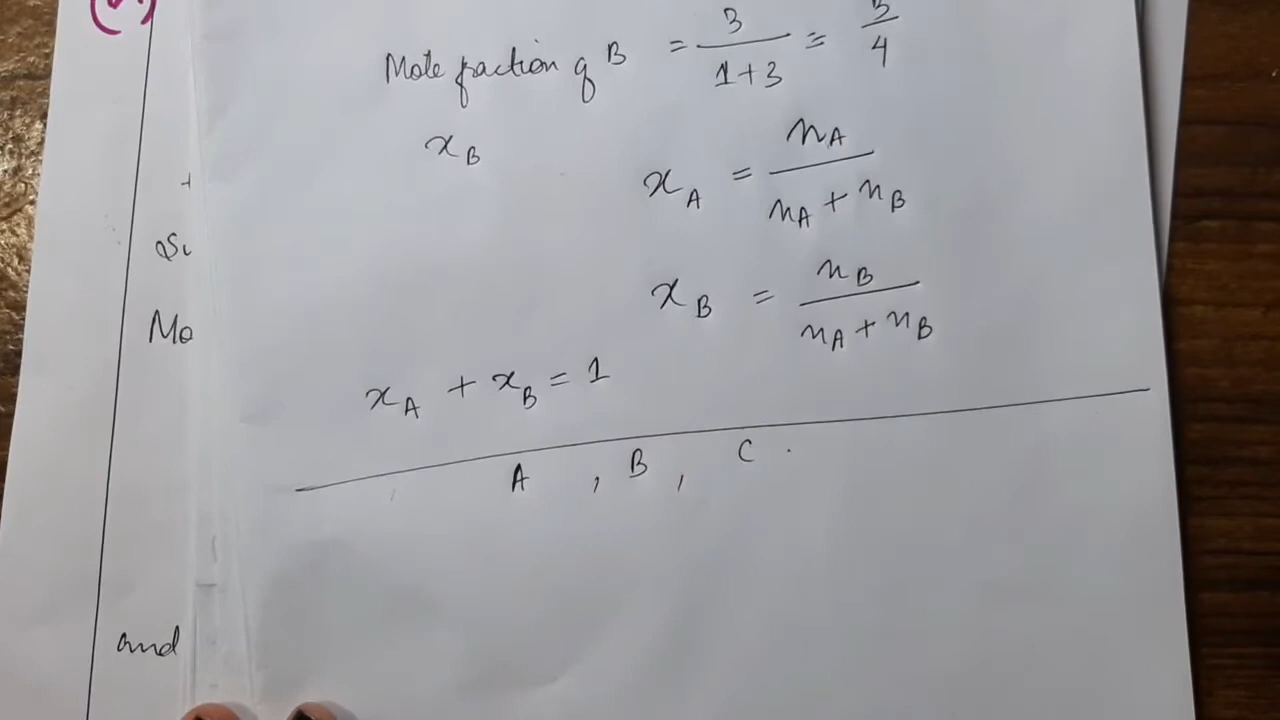 Mole fraction of B = 3 / 1+3 = 3 / 4
x_B
x_A = n_A / n_A + n_B
x_B = n_B / n_A + n_B
x_A + x_B = 1
A , B , C .
Mo
and